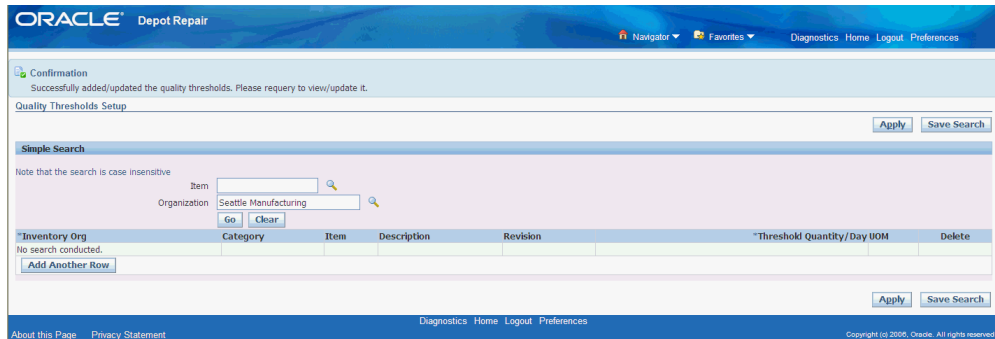 ORACLE® Depot Repair
Navigator Favorites Diagnostics Home Logout Preferences
Confirmation
Successfully added/updated the quality thresholds. Please requery to view/update it.
Quality Thresholds Setup
Apply Save Search
Simple Search
Note that the search is case insensitive
Item
Organization Seattle Manufacturing
Go Clear
*Inventory Org Category Item Description Revision *Threshold Quantity/Day UOM Delete
No search conducted.
Add Another Row
Apply Save Search
Diagnostics Home Logout Preferences
About this Page Privacy Statement Copyright (c) 2006, Oracle. All rights reserved